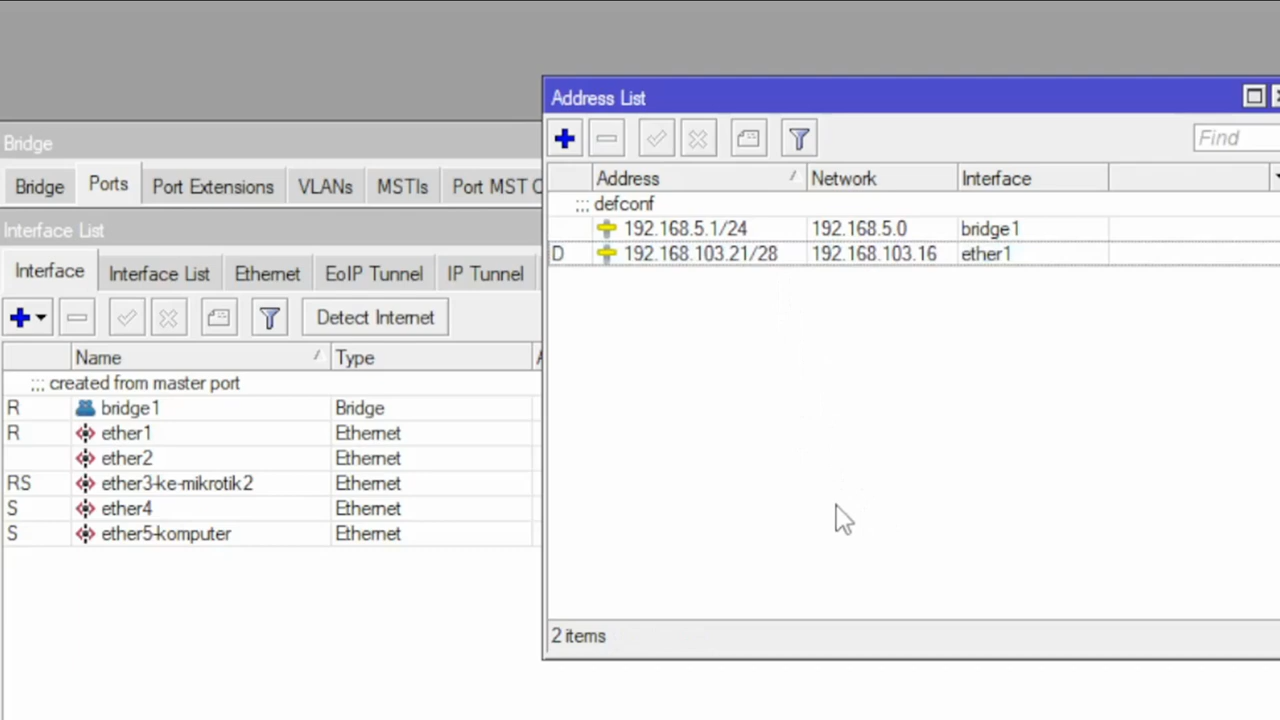 Bridge
Bridge Ports Port Extensions VLANs MSTIs Port MST
Interface List
Interface Interface List Ethernet EoIP Tunnel IP Tunnel
Detect Internet
Name Type
;;; created from master port
R bridge1 Bridge
R ether1 Ethernet
ether2 Ethernet
RS ether3-ke-mikrotik2 Ethernet
S ether4 Ethernet
S ether5-komputer Ethernet
Address List
Find
Address Network Interface
;;; defconf
192.168.5.1/24 192.168.5.0 bridge1
D 192.168.103.21/28 192.168.103.16 ether1
2 items